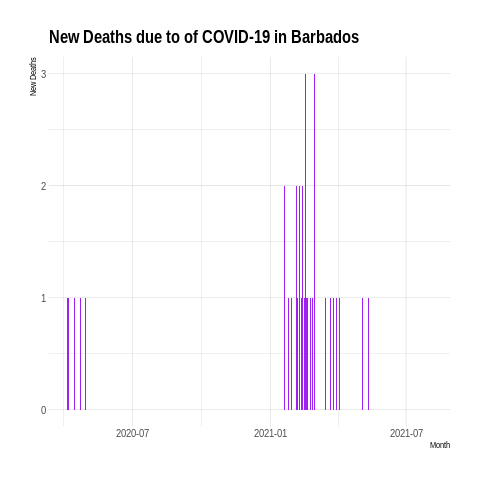 New Deaths due to of COVID-19 in Barbados
New Deaths
3
2
1
0
2020-07
2021-01
2021-07
Month